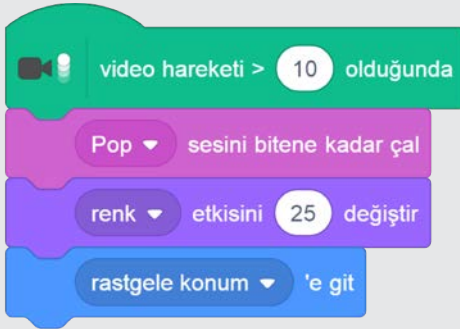 video hareketi > 10 olduğunda
Pop sesini bitene kadar çal
renk etkisini 25 değiştir
rastgele konum 'e git